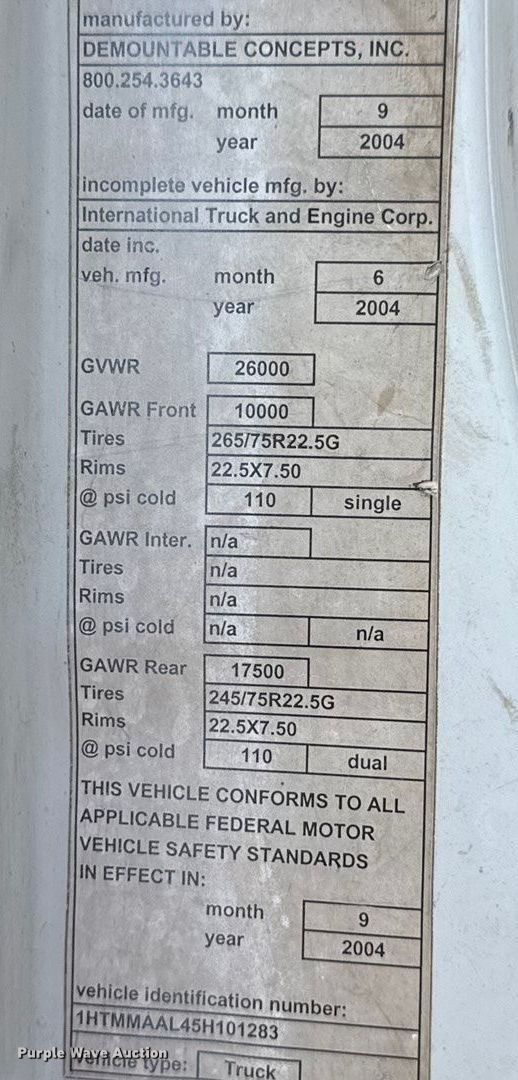 manufactured by:
DEMOUNTABLE CONCEPTS, INC.
800.254.3643
date of mfg. month 9
year 2004
incomplete vehicle mfg. by:
International Truck and Engine Corp.
date inc.
veh. mfg. month 6
year 2004
GVWR 26000
GAWR Front 10000
Tires 265/75R22.5G
Rims 22.5X7.50
@ psi cold 110 single
GAWR Inter. n/a
Tires n/a
Rims n/a
@ psi cold n/a n/a
GAWR Rear 17500
Tires 245/75R22.5G
Rims 22.5X7.50
@ psi cold 110 dual
THIS VEHICLE CONFORMS TO ALL
APPLICABLE FEDERAL MOTOR
VEHICLE SAFETY STANDARDS
IN EFFECT IN:
month 9
year 2004
vehicle identification number:
1HTMMAAL45H101283
Purple Wave Auction
vehicle type: Truck